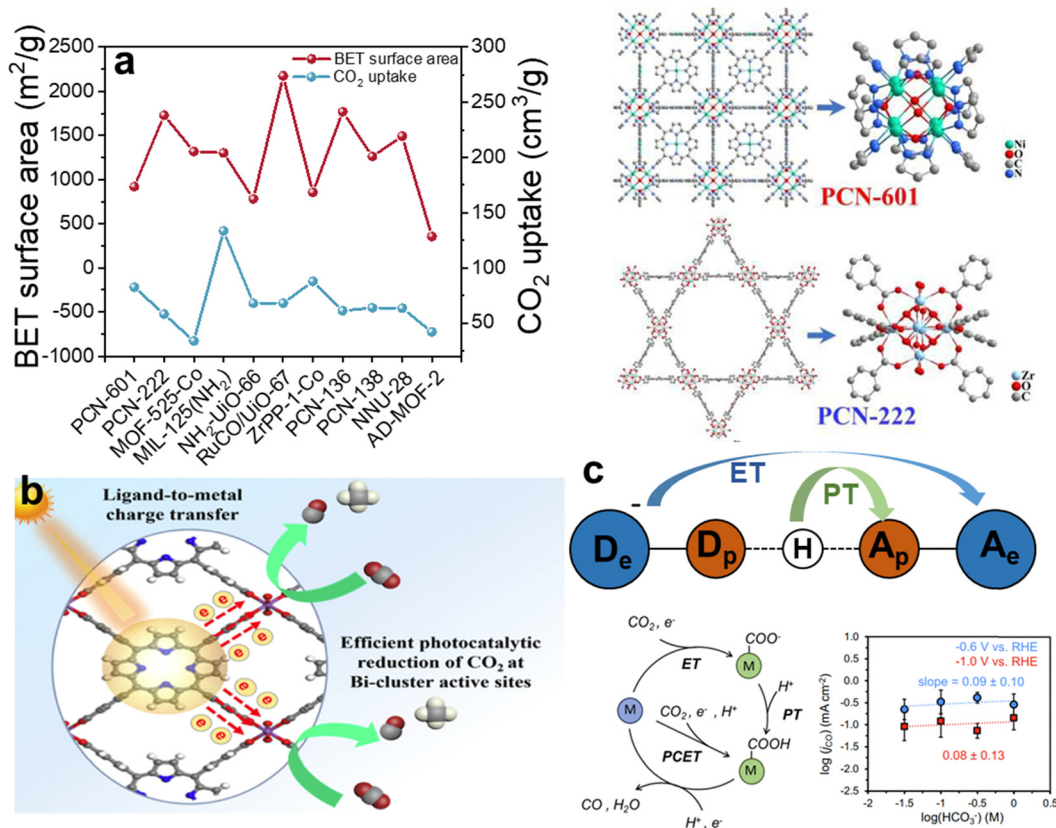 a
BET surface area
CO₂ uptake
BET surface area (m²/g)
2500
2000
1500
1000
500
0
-500
-1000
CO₂ uptake (cm³/g)
300
250
200
150
100
50
PCN-601
PCN-222
MOF-525-Co
MIL-125(NH₂)
NH₂-UiO-66
RuCO/UiO-67
ZrPP-1-Co
PCN-136
PCN-138
NNU-28
AD-MOF-2
Ni
O
C
N
PCN-601
Zr
O
C
PCN-222
b
Ligand-to-metal
charge transfer
e e
e e
e e
e e
Efficient photocatalytic
reduction of CO₂ at
Bi-cluster active sites
c
ET
PT
-
Dₑ Dₚ H Aₚ Aₑ
CO₂, e⁻
COO⁻
ET
M
H⁺
PT
M
CO₂, e⁻, H⁺
COOH
PCET
M
CO, H₂O
H⁺, e⁻
-0.6 V vs. RHE
-1.0 V vs. RHE
slope = 0.09 ± 0.10
0.08 ± 0.13
log (j_CO) (mA cm⁻²)
1.0
0.5
0.0
-0.5
-1.0
-1.5
-2.0
-2.5
-2 -1.5 -1 -0.5 0 0.5
log(HCO₃⁻) (M)